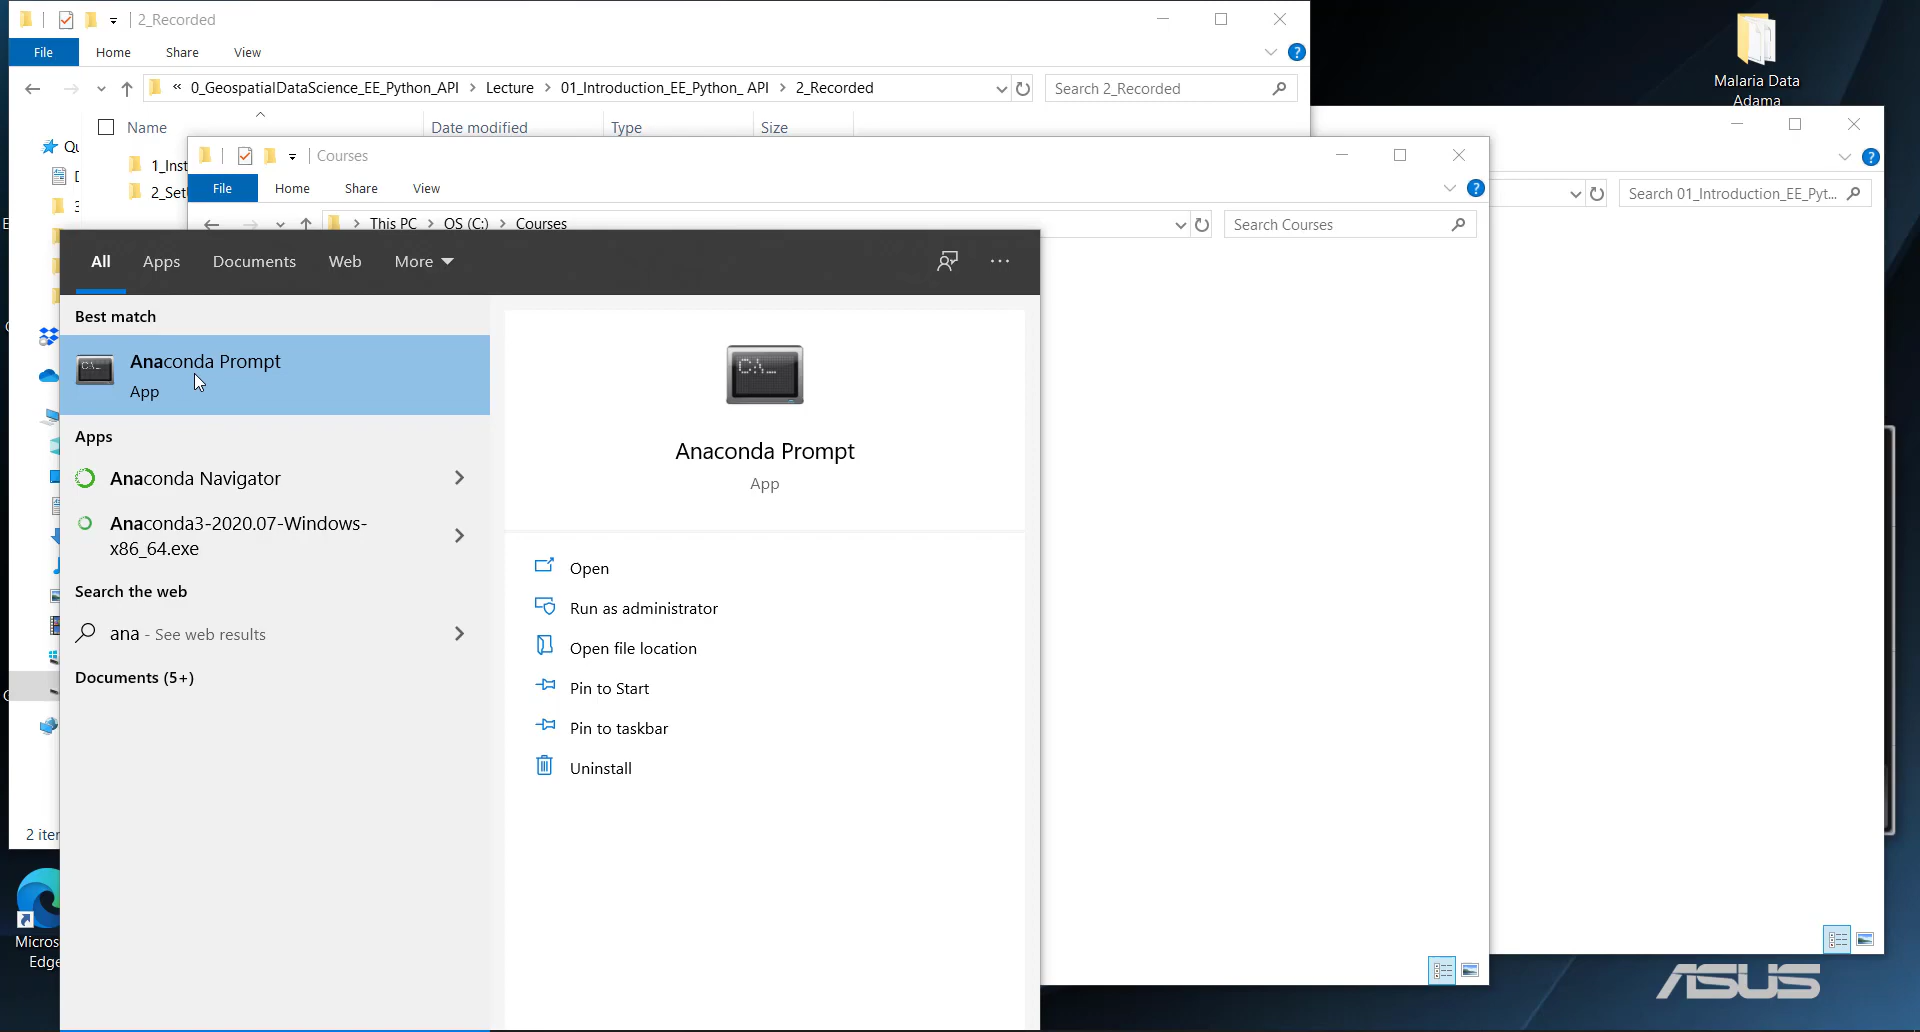 2_Recorded
File Home Share View
« 0_GeospatialDataScience_EE_Python_API > Lecture > 01_Introduction_EE_Python_ API > 2_Recorded
Search 2_Recorded
Name Date modified Type Size
1_Inst
2_Set
2 iter
Courses
File Home Share View
This PC > OS (C:) > Courses
Search Courses
Search 01_Introduction_EE_Pyt...
All Apps Documents Web More
Best match
Anaconda Prompt
App
Apps
Anaconda Navigator
Anaconda3-2020.07-Windows-
x86_64.exe
Search the web
ana - See web results
Documents (5+)
Anaconda Prompt
App
Open
Run as administrator
Open file location
Pin to Start
Pin to taskbar
Uninstall
Malaria Data
Adama
Micros
Edge
ASUS